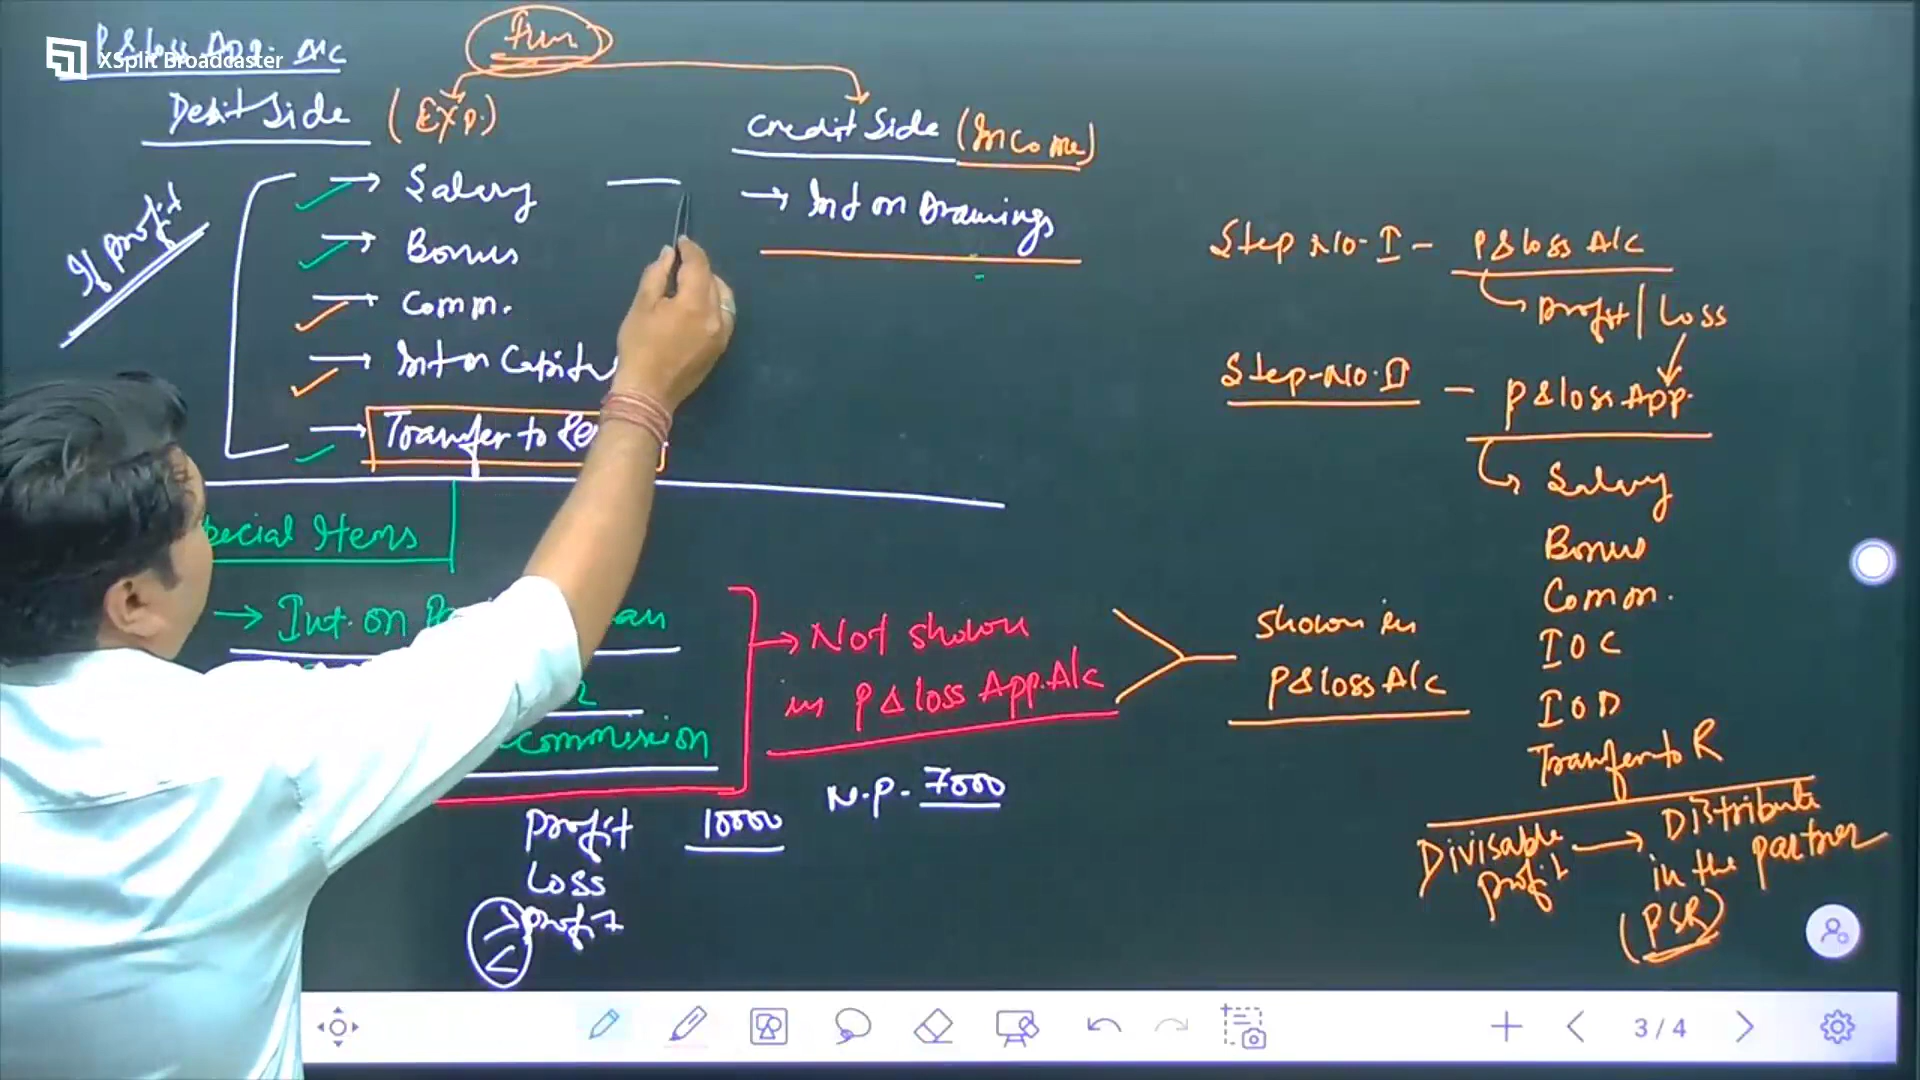 P & loss App. A/c
XSplit Broadcaster
Firm
Debit Side (Exp.)
Credit Side (Income)
If profit
→ Salary
→ Bonus
→ Comm.
→ Int on Capital
→ Transfer to
→ Int on Drawings
Special Items
→ Int. on
commission
→ Not shown
in P & loss App. A/c
shown in
P & loss A/c
N.P. 7000
Profit 10000
Loss
> Profit
<
Step No. I - P & loss A/c
Profit / Loss
Step-No. II - P & loss App.
Salary
Bonus
Comm.
IOC
IOD
Transfer to R
Divisable profit → Distribute
in the partner
(PSR)
3 / 4